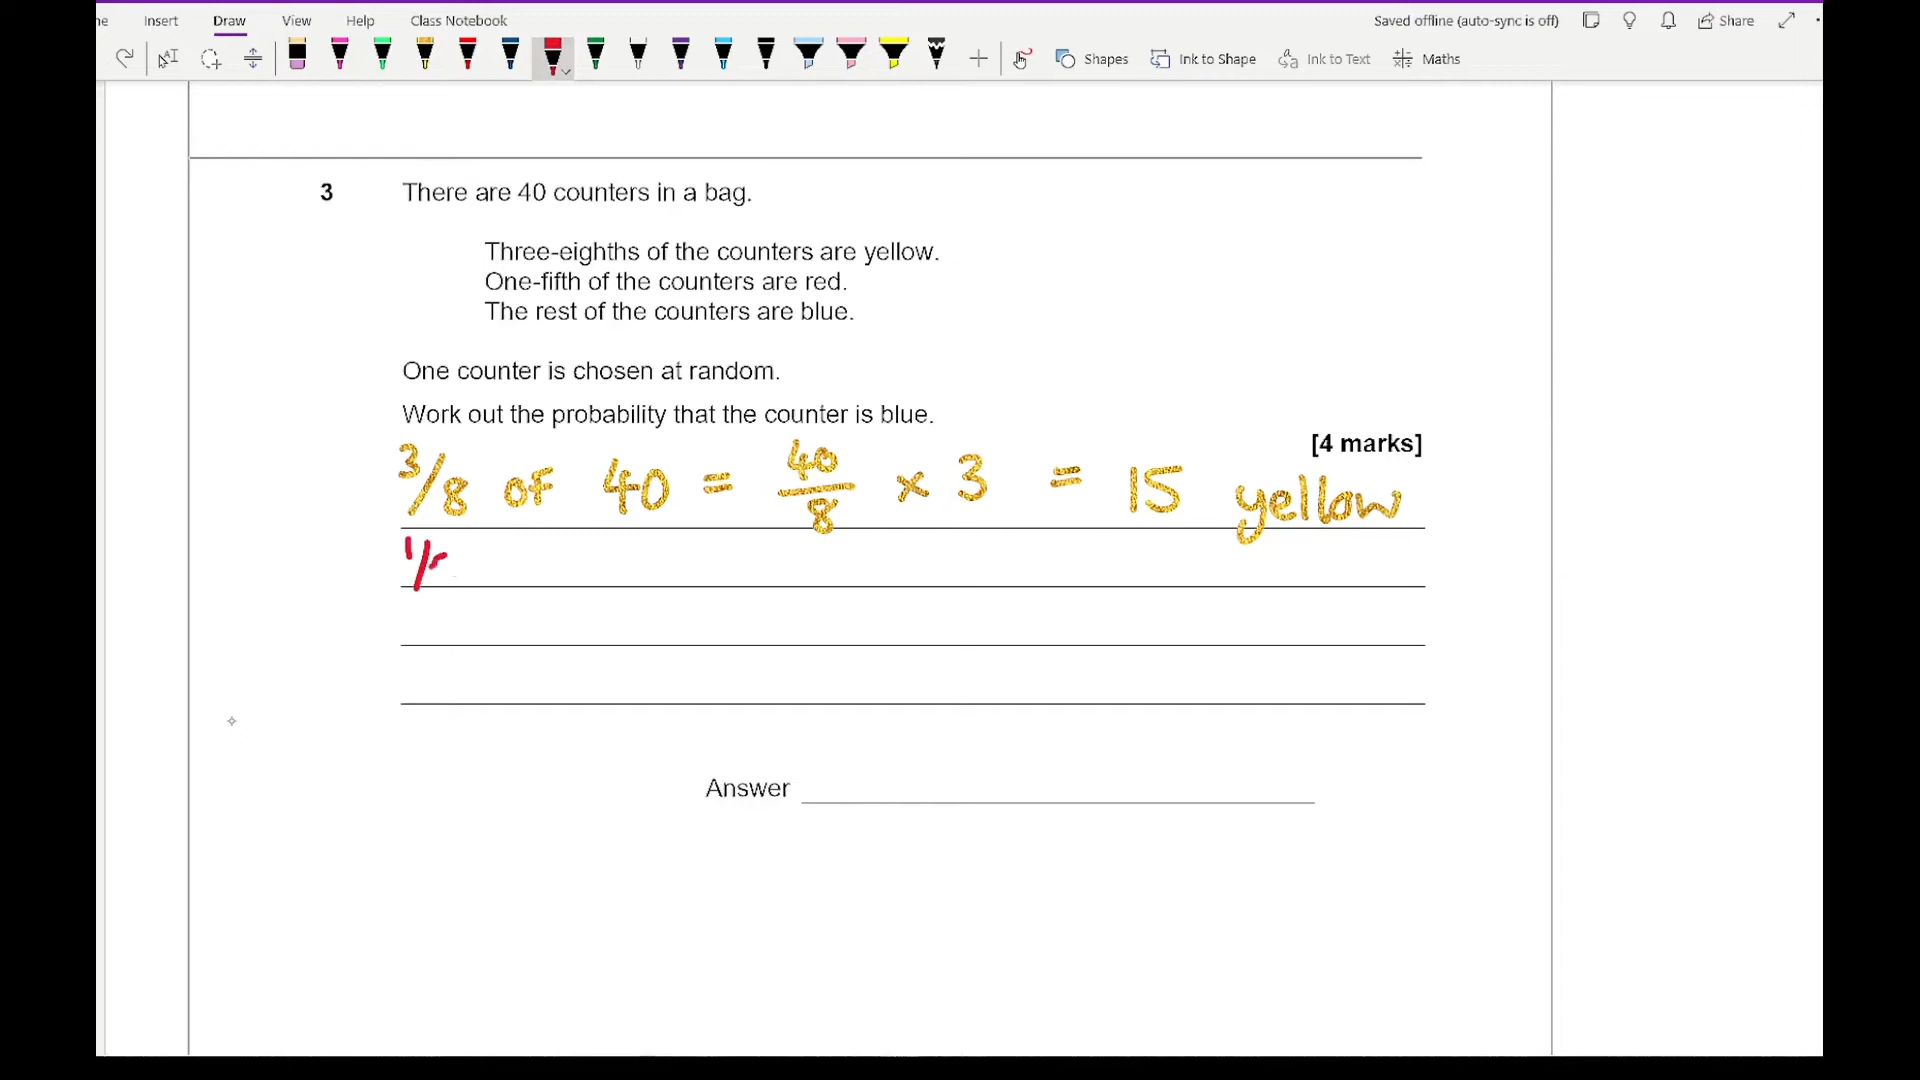 Insert Draw View Help Class Notebook Saved offline (auto-sync is off) Share
Shapes Ink to Shape Ink to Text Maths
3 There are 40 counters in a bag.
Three-eighths of the counters are yellow.
One-fifth of the counters are red.
The rest of the counters are blue.
One counter is chosen at random.
Work out the probability that the counter is blue.
[4 marks]
3/8 of 40 = 40/8 × 3 = 15 yellow
1/
Answer